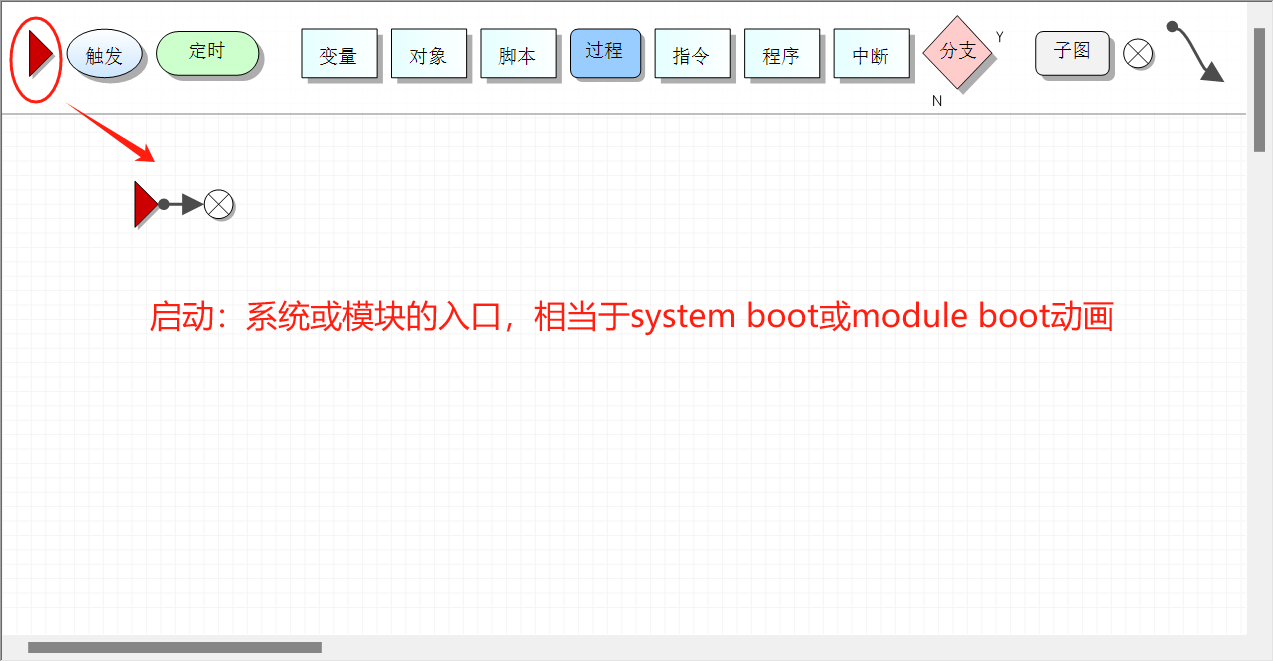 触发 定时 变量 对象 脚本 过程 指令 程序 中断 分支 Y 子图
N
启动：系统或模块的入口，相当于system boot或module boot动画